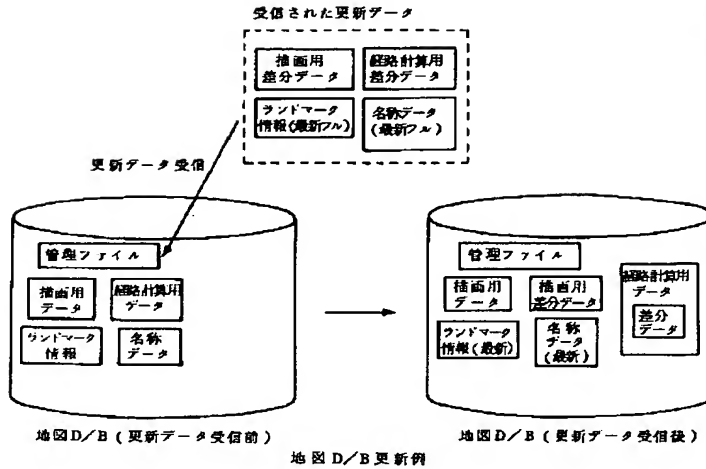 受信された更新データ
描画用
差分データ
経路計算用
差分データ
ランドマーク
情報(最新フル)
名称データ
(最新フル)
更新データ受信
管理ファイル
描画用
データ
経路計算用
データ
ランドマーク
情報
名称
データ
管理ファイル
描画用
データ
描画用
差分データ
経路計算用
データ
差分
データ
ランドマーク
情報(最新)
名称
データ
(最新)
地図D/B(更新データ受信前)
地図D/B(更新データ受信後)
地図D/B更新例